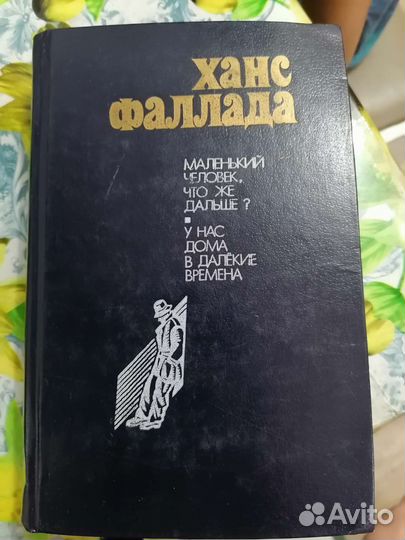 ХАНС
ФАЛЛАДА
МАЛЕНЬКИЙ
ЧЕЛОВЕК,
ЧТО ЖЕ
ДАЛЬШЕ?
У НАС
ДОМА
В ДАЛЁКИЕ
ВРЕМЕНА
Avito